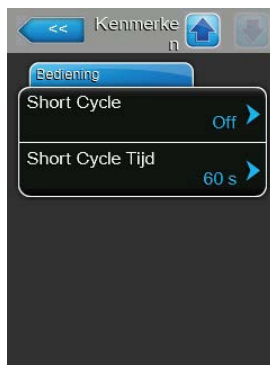 <<
Kenmerke
n
Bediening
Short Cycle
Off
Short Cycle Tijd
60 s